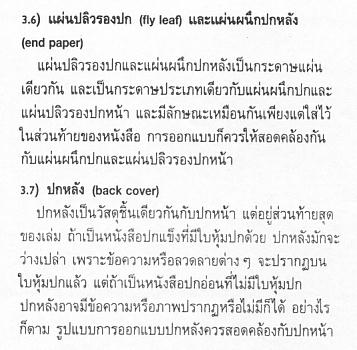 3.6) แผ่นปลิวรองปก (fly leaf) และแผ่นผนึกปกหลัง
(end paper)
แผ่นปลิวรองปกและแผ่นผนึกปกหลังเป็นกระดาษแผ่น
เดียวกัน และเป็นกระดาษประเภทเดียวกับแผ่นผนึกปกและ
แผ่นปลิวรองปกหน้า และมีลักษณะเหมือนกันเพียงแต่ใส่ไว้
ในส่วนท้ายของหนังสือ การออกแบบก็ควรให้สอดคล้องกัน
กับแผ่นผนึกปกและแผ่นปลิวรองปกหน้า
3.7) ปกหลัง (back cover)
ปกหลังเป็นวัสดุชิ้นเดียวกันกับปกหน้า แต่อยู่ส่วนท้ายสุด
ของเล่ม ถ้าเป็นหนังสือปกแข็งที่มีใบหุ้มปกด้วย ปกหลังมักจะ
ว่างเปล่า เพราะข้อความหรือลวดลายต่าง ๆ จะปรากฏบน
ใบหุ้มปกแล้ว แต่ถ้าเป็นหนังสือปกอ่อนที่ไม่มีใบหุ้มปก
ปกหลังอาจมีข้อความหรือภาพปรากฏหรือไม่มีก็ได้ อย่างไร
ก็ตาม รูปแบบการออกแบบปกหลังควรสอดคล้องกับปกหน้า